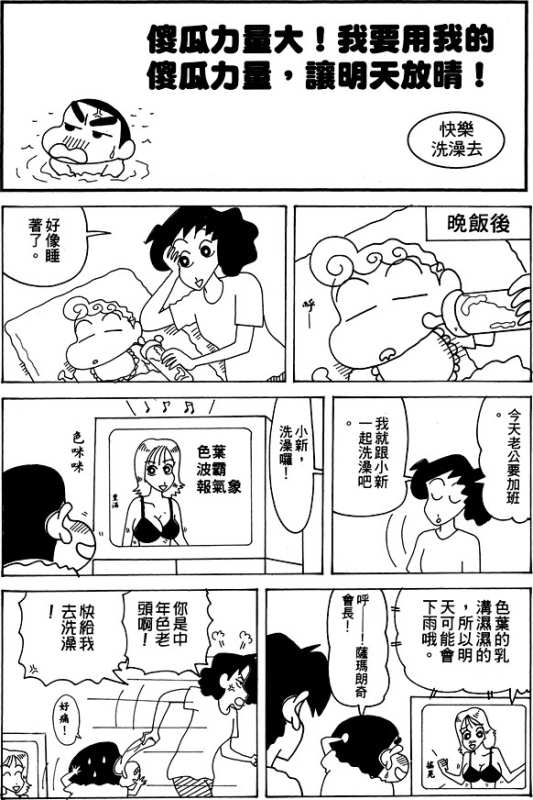 傻瓜力量大！我要用我的
傻瓜力量，讓明天放晴！
快樂
洗澡去
晚飯後
呼
好像睡
著了。
今天老公要加班
。
我就跟小新
一起洗澡吧
。
小新，
洗澡囉！
色葉
波霸
報氣象
色咪咪
色葉的乳
溝濕濕的
，所以明
天可能會
下雨哦。
搖晃
呼——！薩瑪朗奇
會長！
你是中
年色老
頭啊！
快給我
去洗澡
！
好痛！